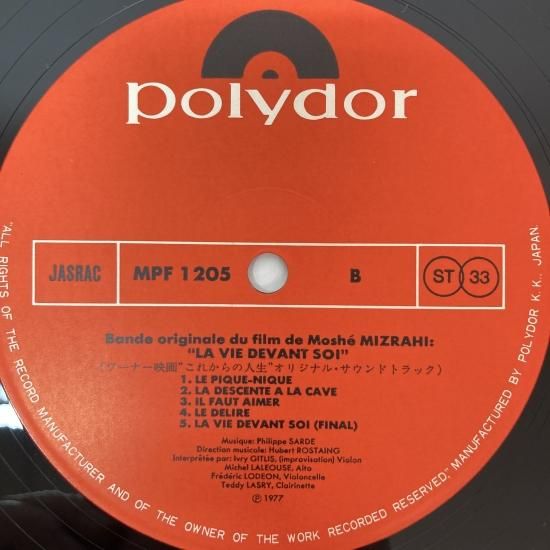 polydor
JASRAC MPF 1205 B ST 33
Bande originale du film de Moshé MIZRAHI:
"LA VIE DEVANT SOI"
(ワーナー映画"これからの人生"オリジナル・サウンドトラック)
1. LE PIQUE-NIQUE
2. LA DESCENTE A LA CAVE
3. IL FAUT AIMER
4. LE DELIRE
5. LA VIE DEVANT SOI (FINAL)
Musique: Philippe SARDE
Direction musicale: Hubert ROSTAING
Interprétée par: Ivry GITLIS, (improvisation) Violon
Michel LALEOUSE, Alto
Frédéric LODEON, Violoncelle
Teddy LASRY, Clairinette
Ⓟ 1977
"ALL RIGHTS OF THE RECORD MANUFACTURER AND OF THE OWNER OF THE WORK RECORDED RESERVED," MANUFACTURED BY POLYDOR K.K., JAPAN.